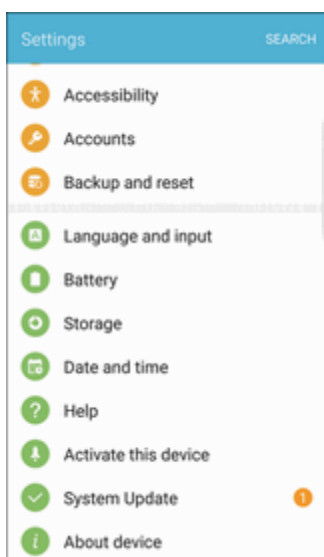 Settings
SEARCH
Accessibility
Accounts
Backup and reset
Language and input
Battery
Storage
Date and time
Help
Activate this device
System Update
1
About device